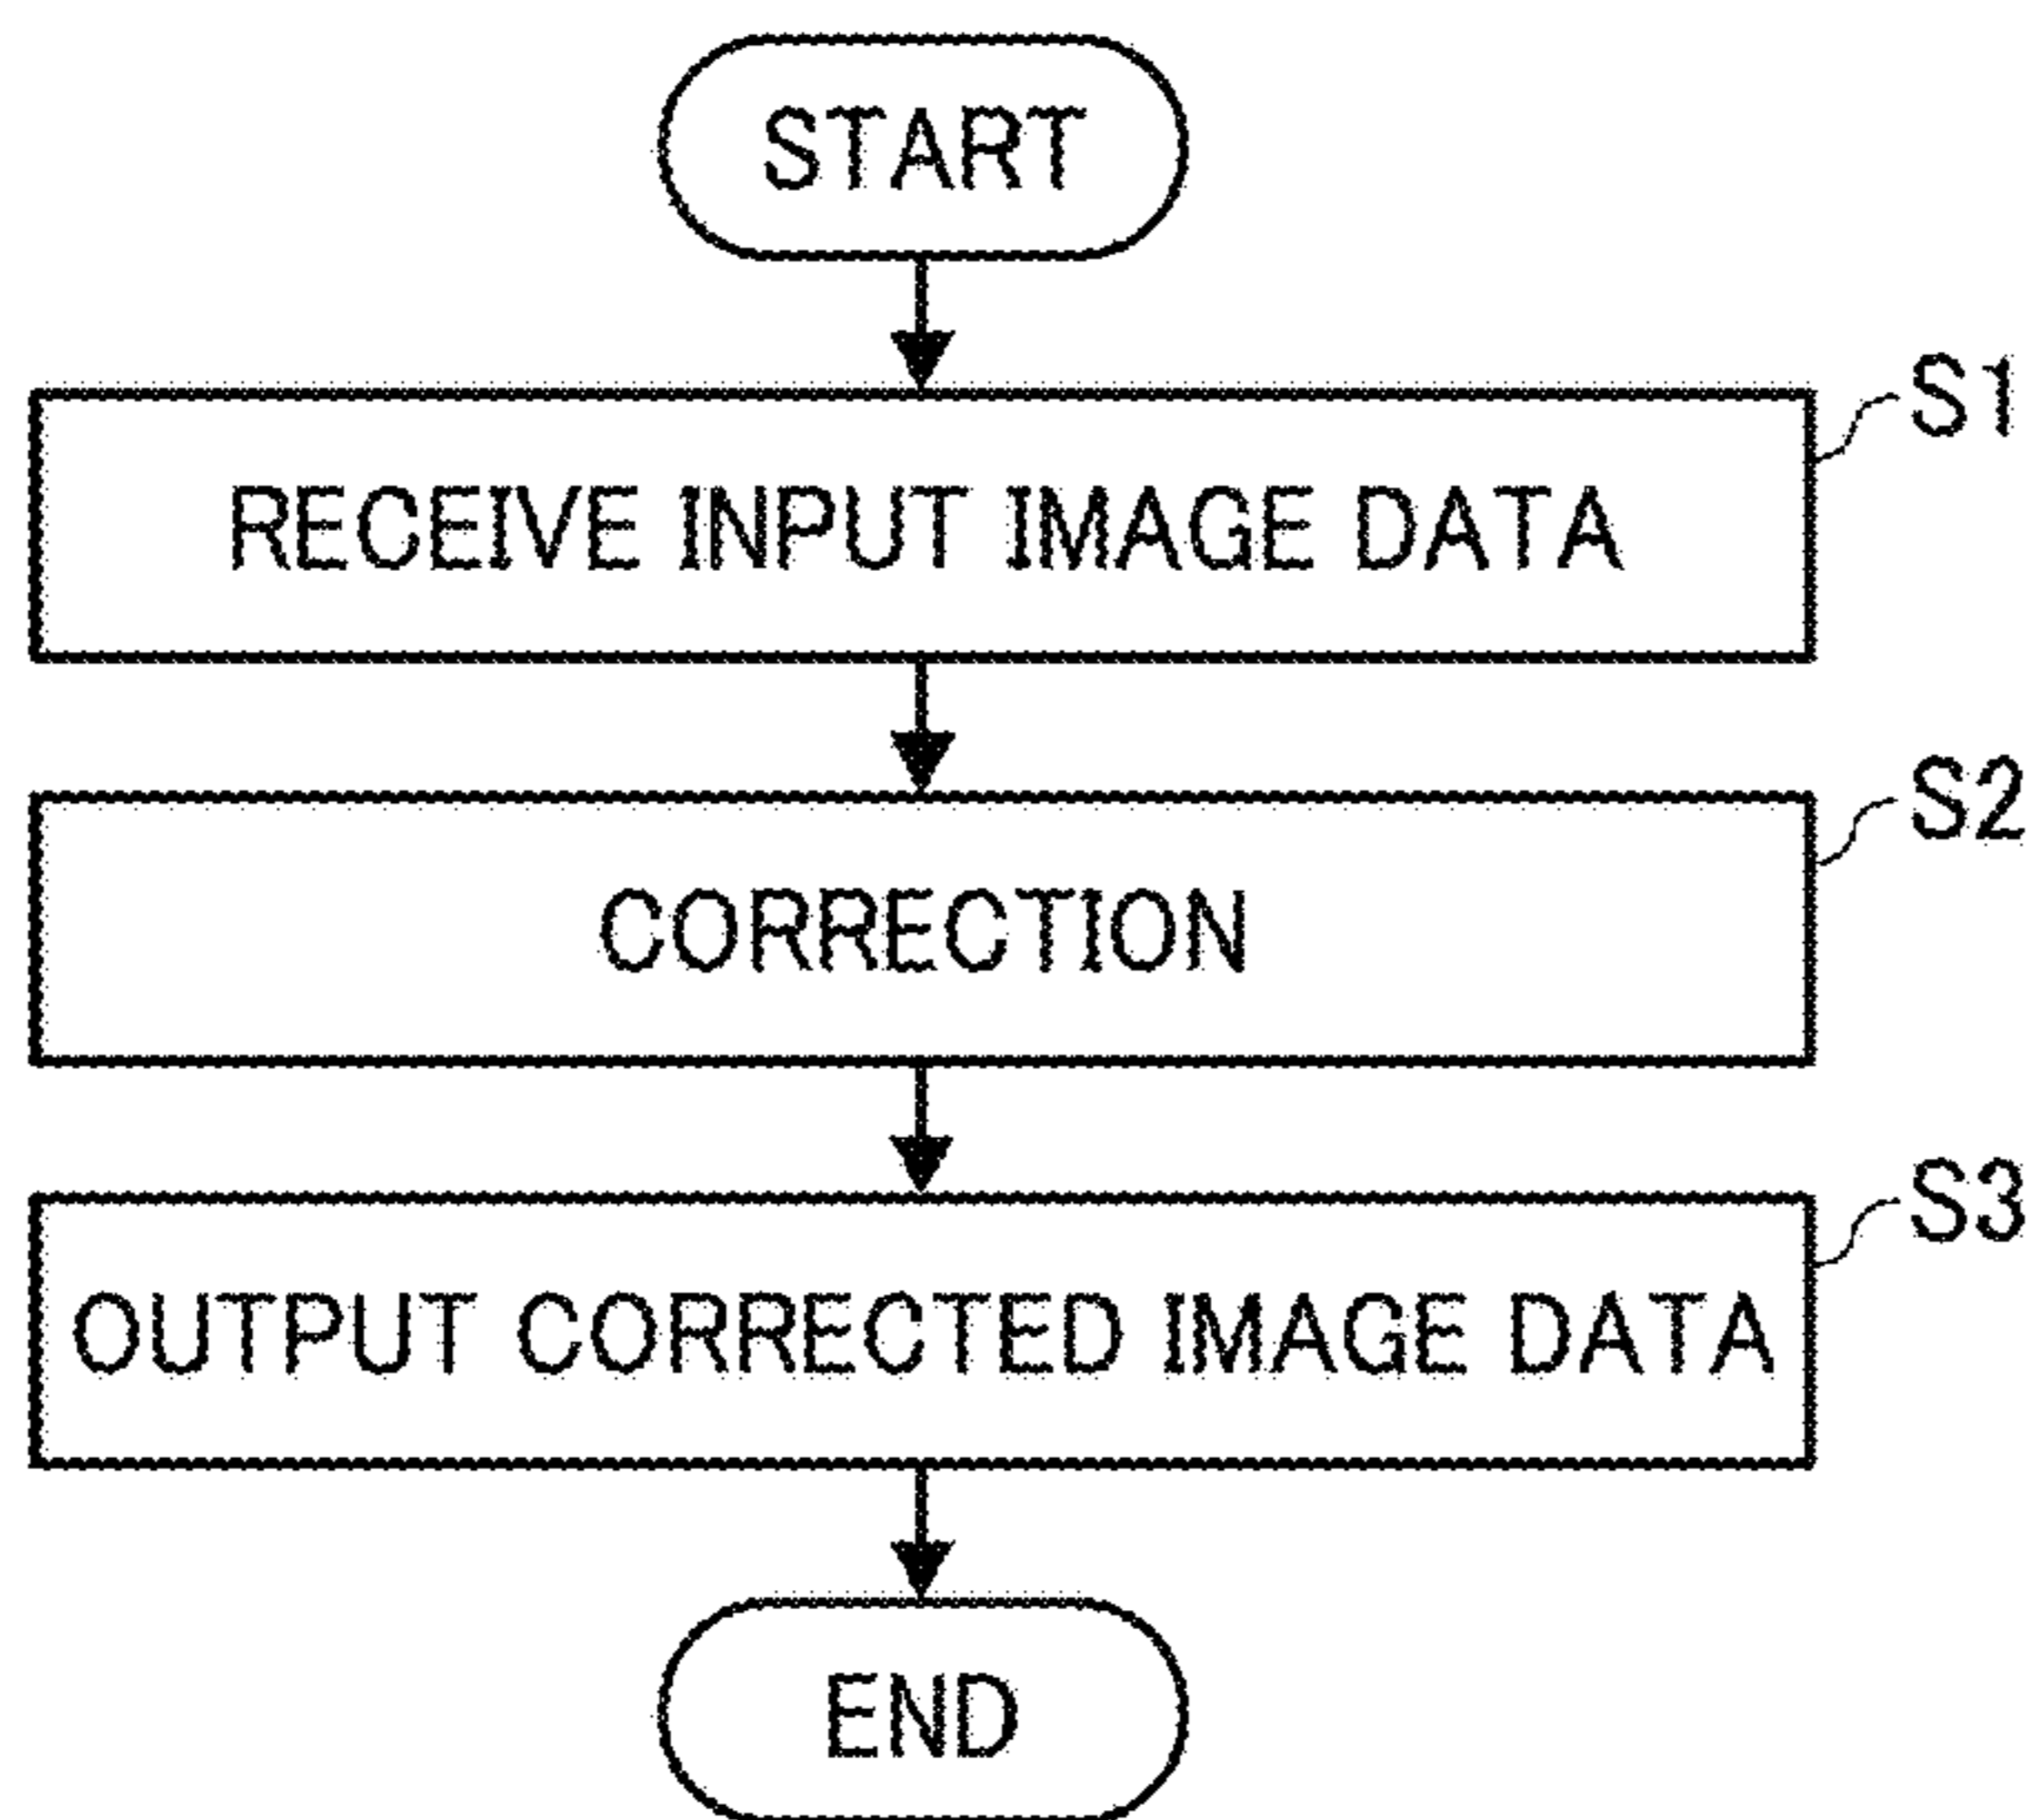 START
S1
RECEIVE INPUT IMAGE DATA
S2
CORRECTION
S3
OUTPUT CORRECTED IMAGE DATA
END